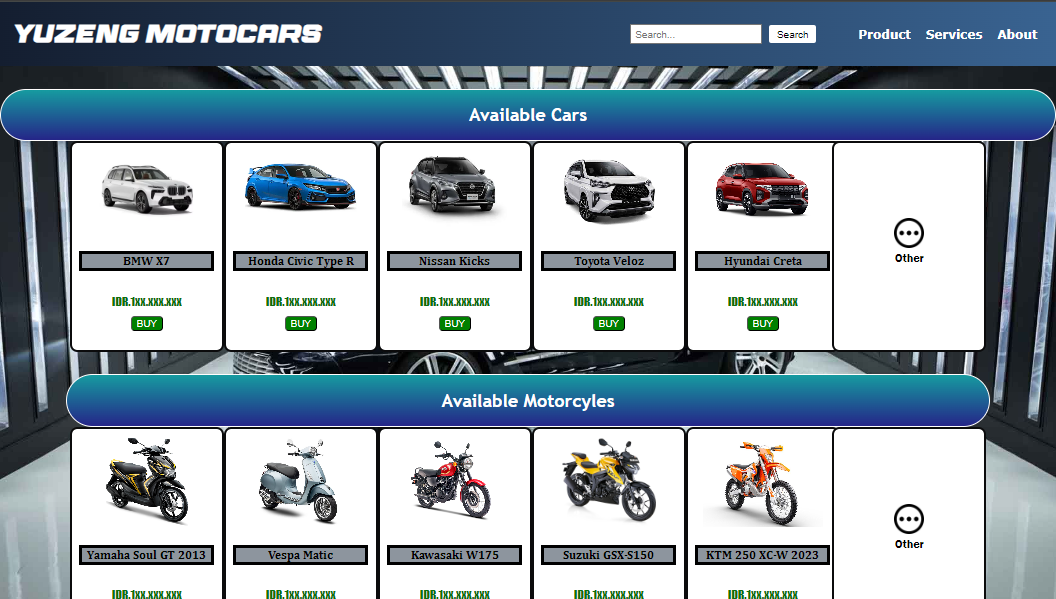 YUZENG MOTOCARS
Search... Search Product Services About
Available Cars
BMW X7 Honda Civic Type R Nissan Kicks Toyota Veloz Hyundai Creta Other
IDR.1xx.xxx.xxx IDR.1xx.xxx.xxx IDR.1xx.xxx.xxx IDR.1xx.xxx.xxx IDR.1xx.xxx.xxx
BUY BUY BUY BUY BUY
Available Motorcyles
Yamaha Soul GT 2013 Vespa Matic Kawasaki W175 Suzuki GSX-S150 KTM 250 XC-W 2023 Other
IDR.1xx.xxx.xxx IDR.1xx.xxx.xxx IDR.1xx.xxx.xxx IDR.1xx.xxx.xxx IDR.1xx.xxx.xxx